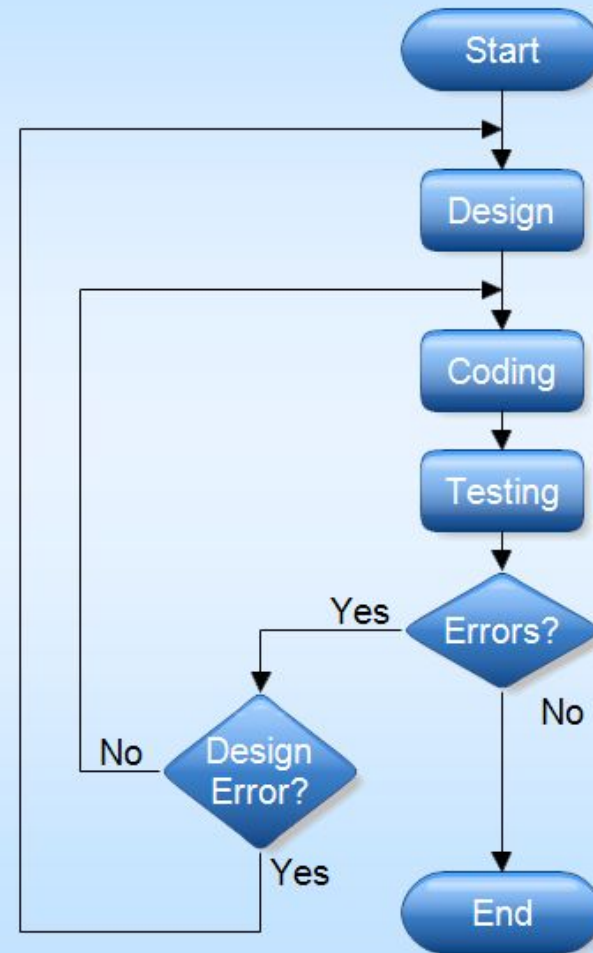 Start
Design
Coding
Testing
Yes
Errors?
No
No
Design
Error?
Yes
End